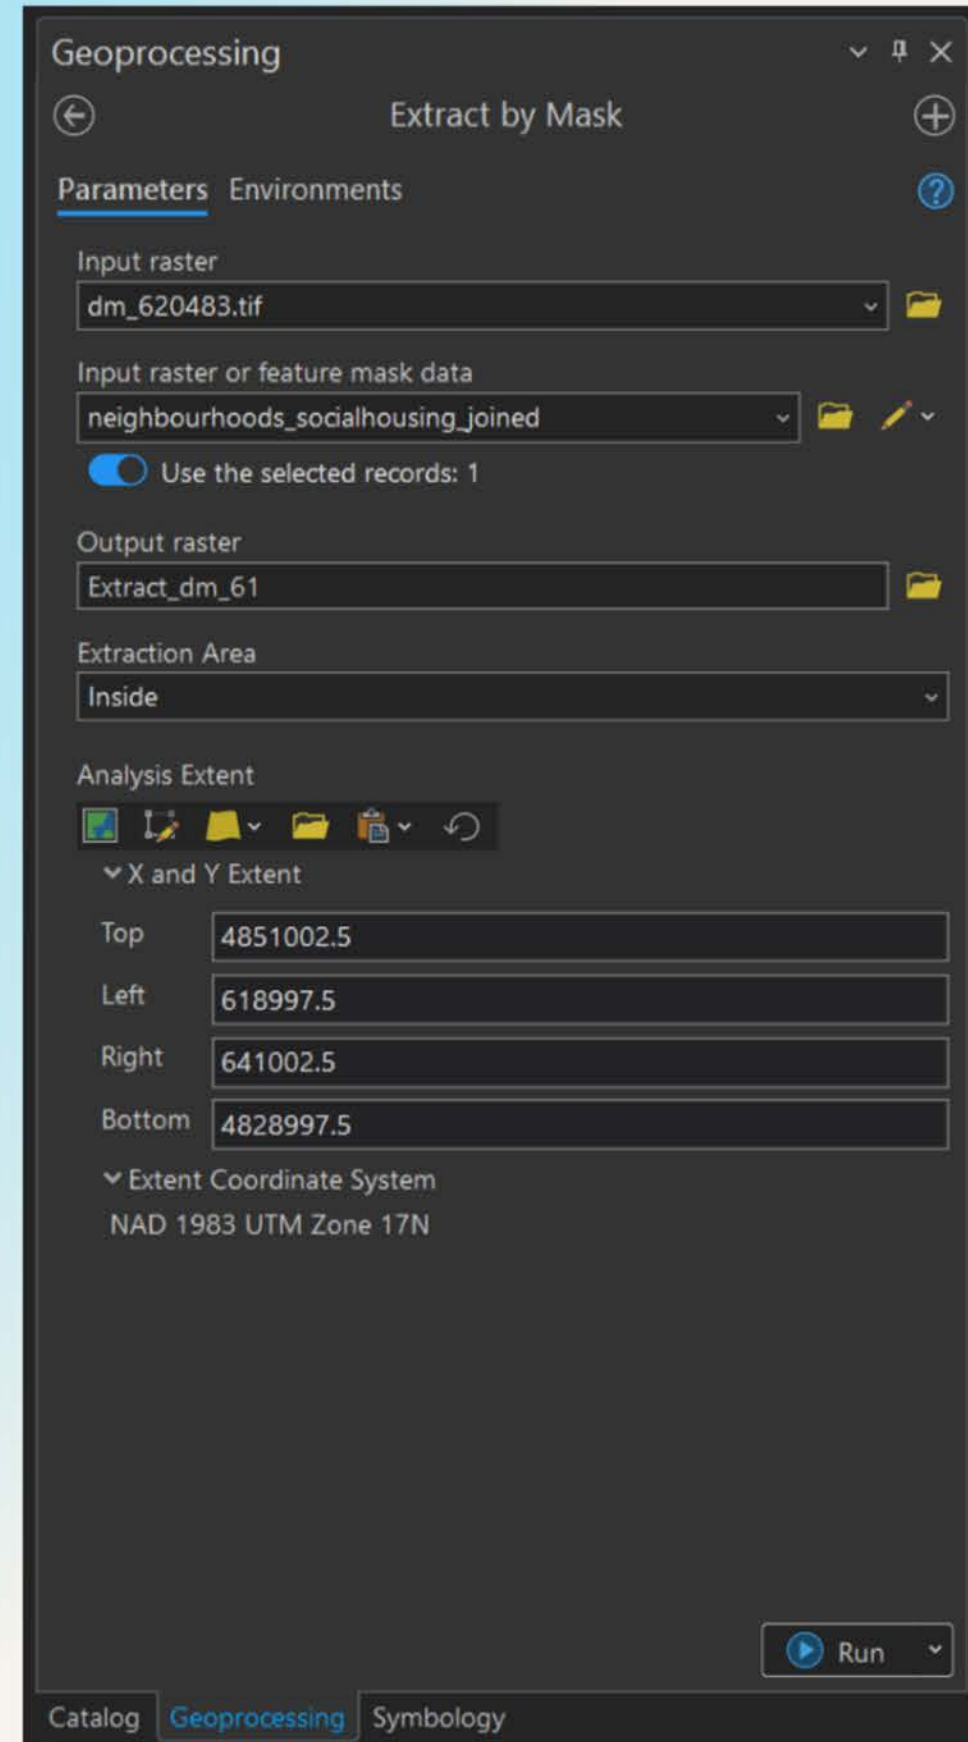 Geoprocessing
Extract by Mask
Parameters Environments
Input raster
dm_620483.tif
Input raster or feature mask data
neighbourhoods_socialhousing_joined
Use the selected records: 1
Output raster
Extract_dm_61
Extraction Area
Inside
Analysis Extent
X and Y Extent
Top 4851002.5
Left 618997.5
Right 641002.5
Bottom 4828997.5
Extent Coordinate System
NAD 1983 UTM Zone 17N
Run
Catalog Geoprocessing Symbology